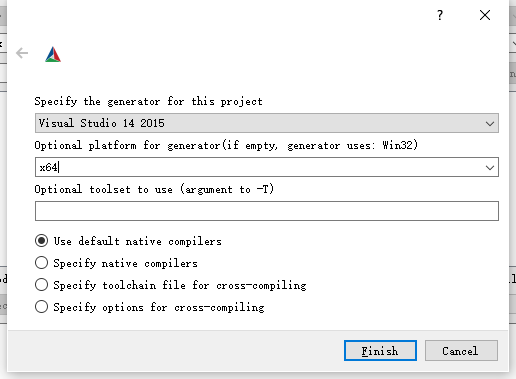 ?
Specify the generator for this project
Visual Studio 14 2015
Optional platform for generator(if empty, generator uses: Win32)
x64
Optional toolset to use (argument to -T)
Use default native compilers
Specify native compilers
Specify toolchain file for cross-compiling
Specify options for cross-compiling
Finish
Cancel